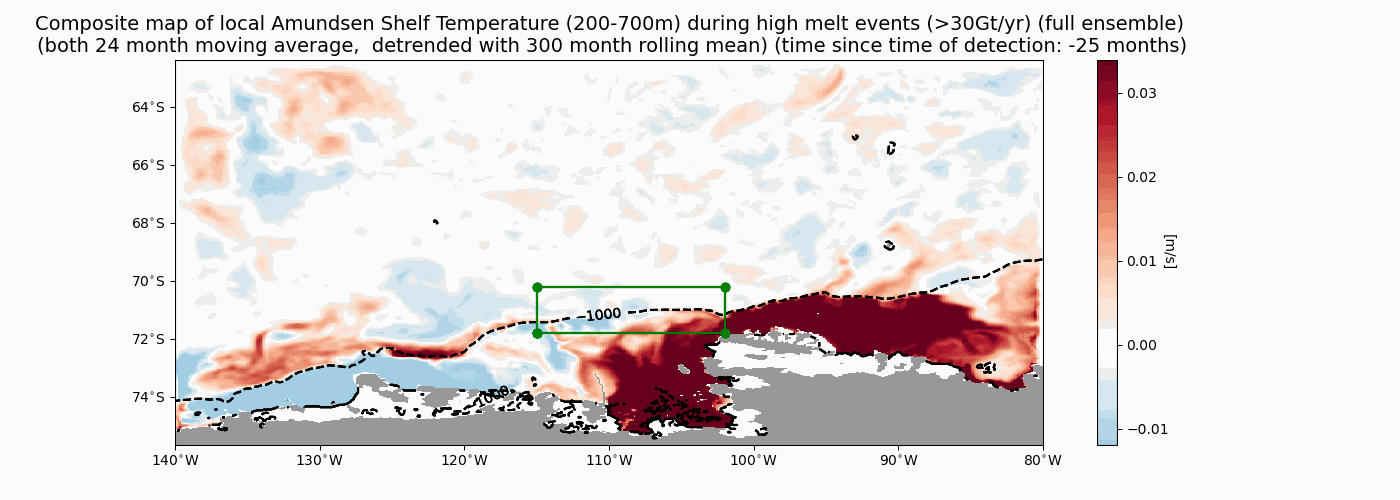 Composite map of local Amundsen Shelf Temperature (200-700m) during high melt events (>30Gt/yr) (full ensemble)
(both 24 month moving average,  detrended with 300 month rolling mean) (time since time of detection: -25 months)
64°S
66°S
68°S
70°S
72°S
74°S
−1000
1000
140°W
130°W
120°W
110°W
100°W
90°W
80°W
0.03
0.02
0.01
0.00
−0.01
[m/s]